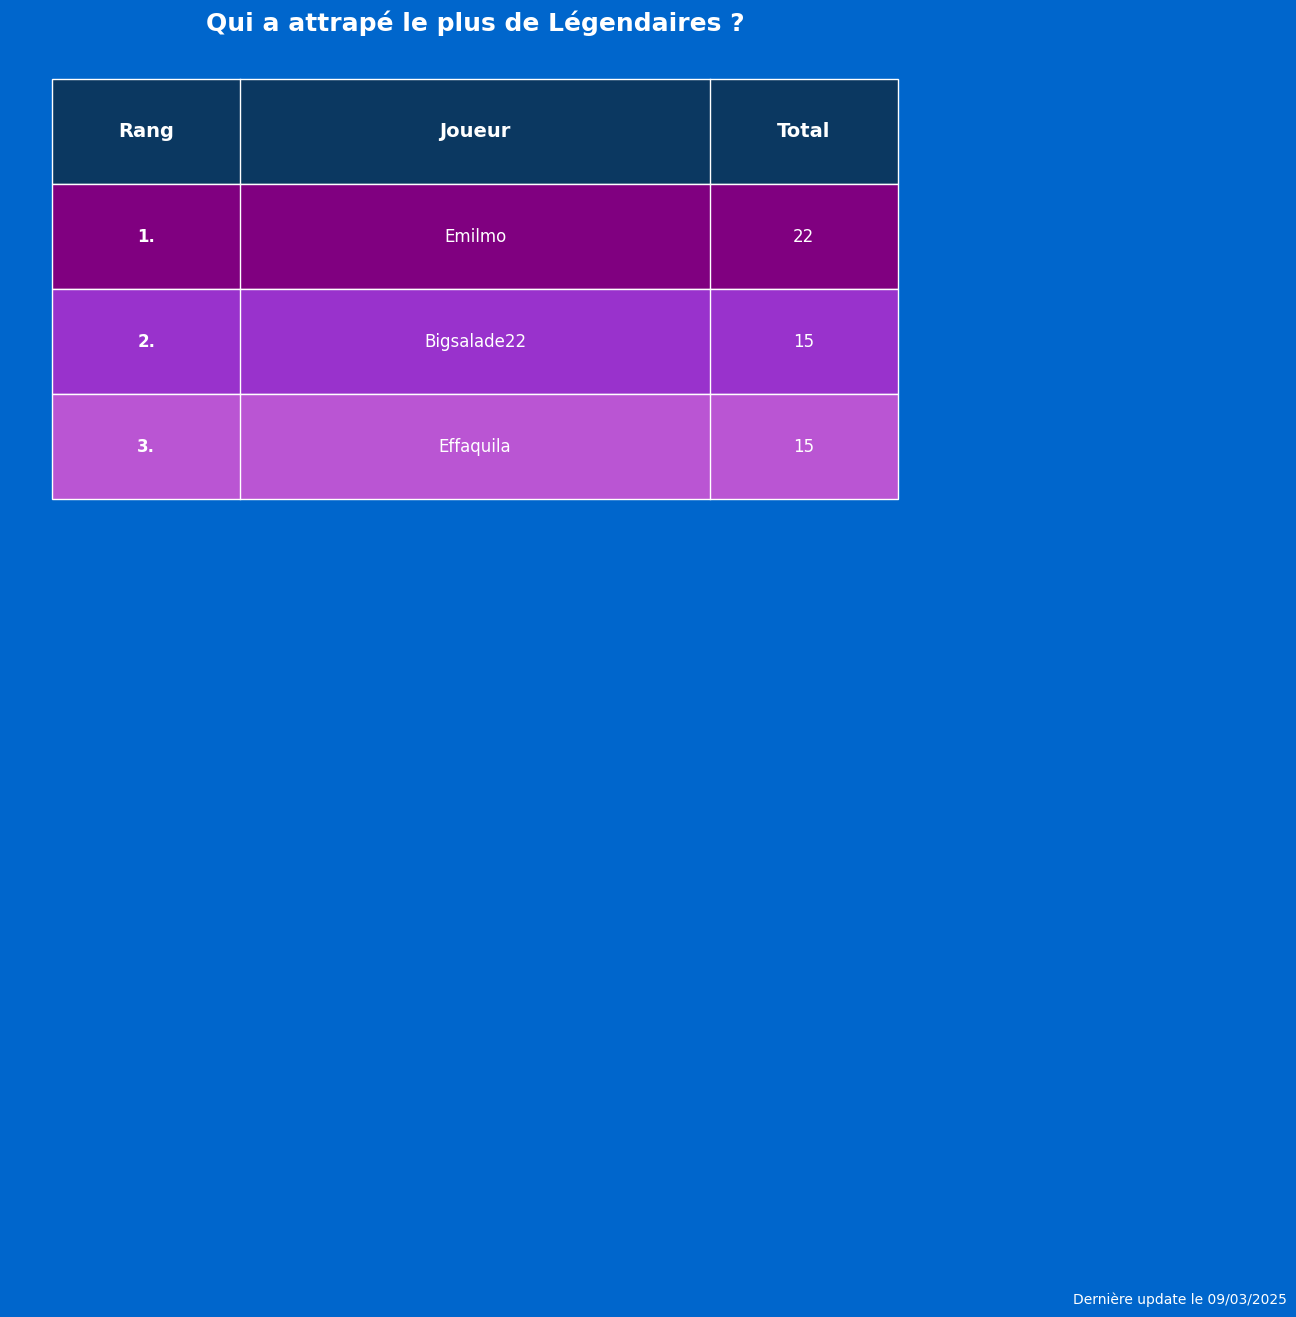 Qui a attrapé le plus de Légendaires ?
Rang Joueur Total
1. Emilmo 22
2. Bigsalade22 15
3. Effaquila 15
Dernière update le 09/03/2025